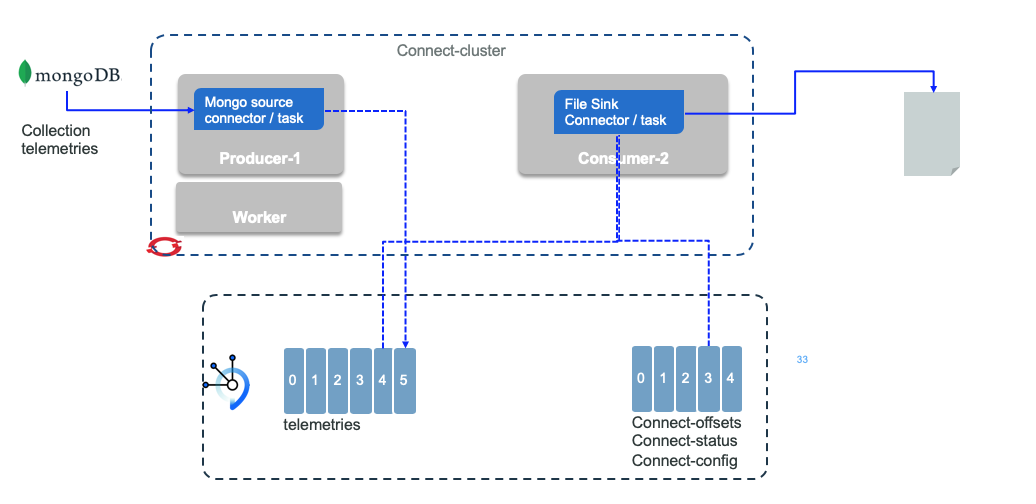 Connect-cluster
mongoDB
Collection
telemetries
Mongo source
connector / task
Producer-1
Worker
File Sink
Connector / task
Consumer-2
0 1 2 3 4 5
telemetries
0 1 2 3 4
Connect-offsets
Connect-status
Connect-config
33